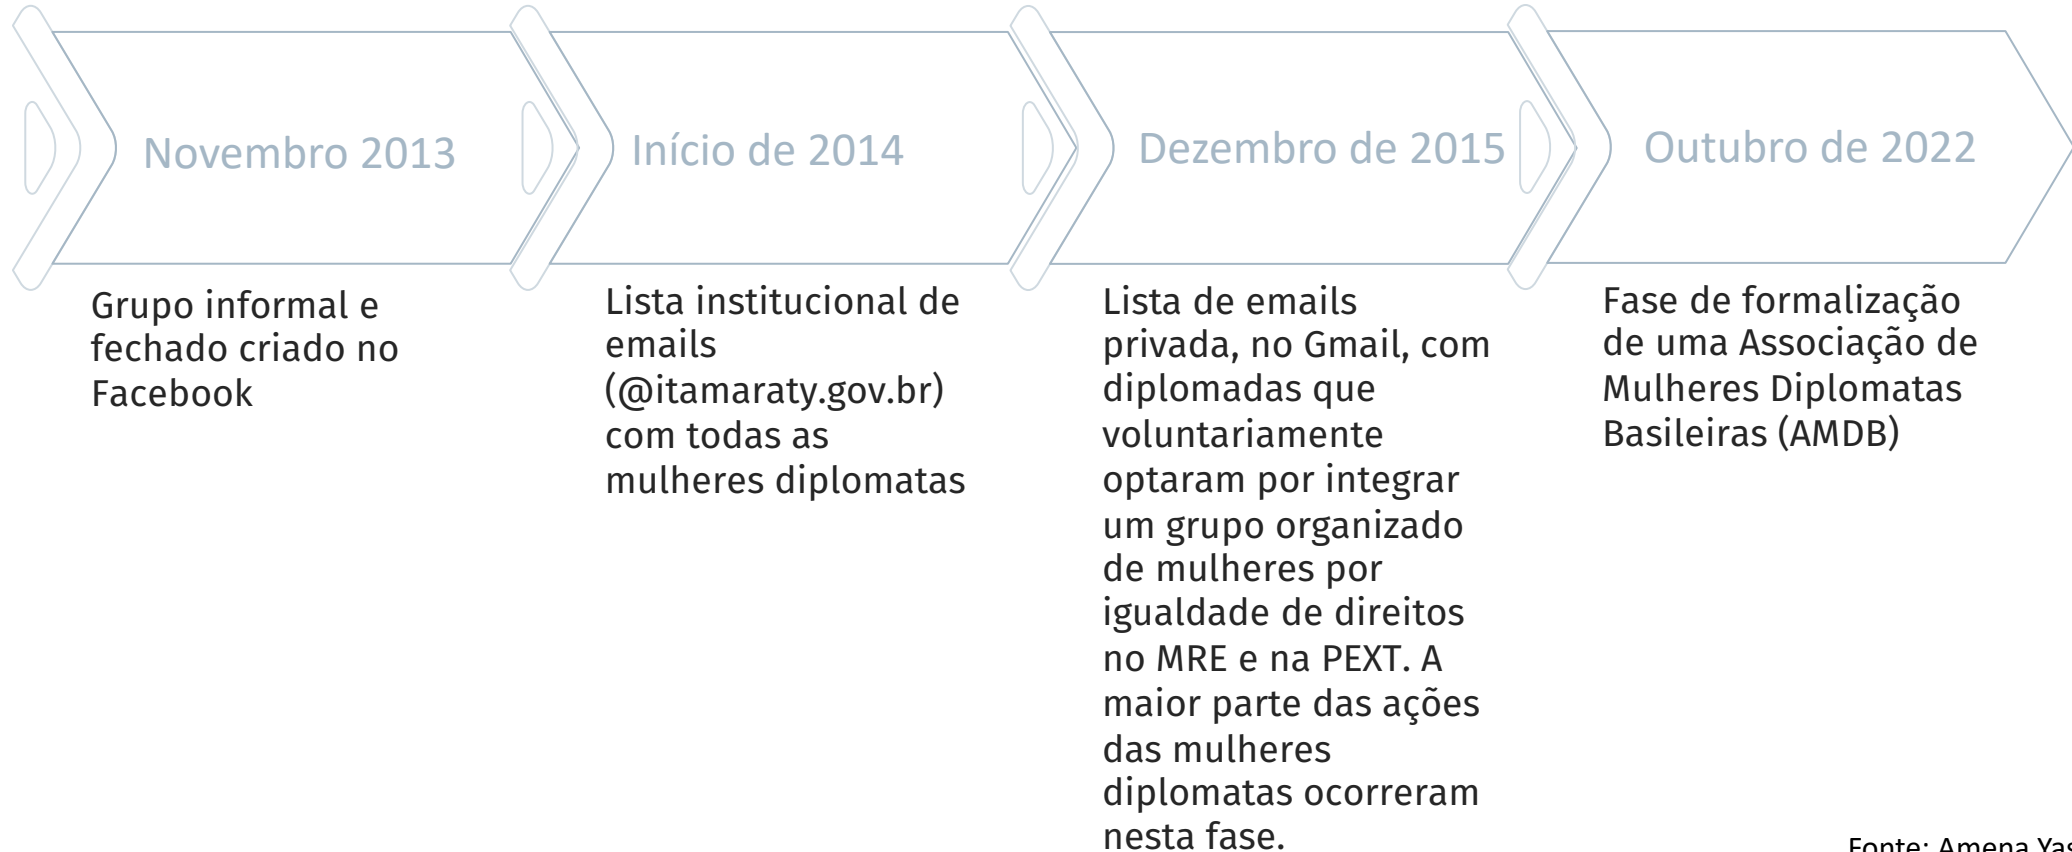 Novembro 2013
Grupo informal e
fechado criado no
Facebook
Início de 2014
Lista institucional de
emails
(@itamaraty.gov.br)
com todas as
mulheres diplomatas
Dezembro de 2015
Lista de emails
privada, no Gmail, com
diplomadas que
voluntariamente
optaram por integrar
um grupo organizado
de mulheres por
igualdade de direitos
no MRE e na PEXT. A
maior parte das ações
das mulheres
diplomatas ocorreram
nesta fase.
Outubro de 2022
Fase de formalização
de uma Associação de
Mulheres Diplomatas
Basileiras (AMDB)
Fonte: Amena